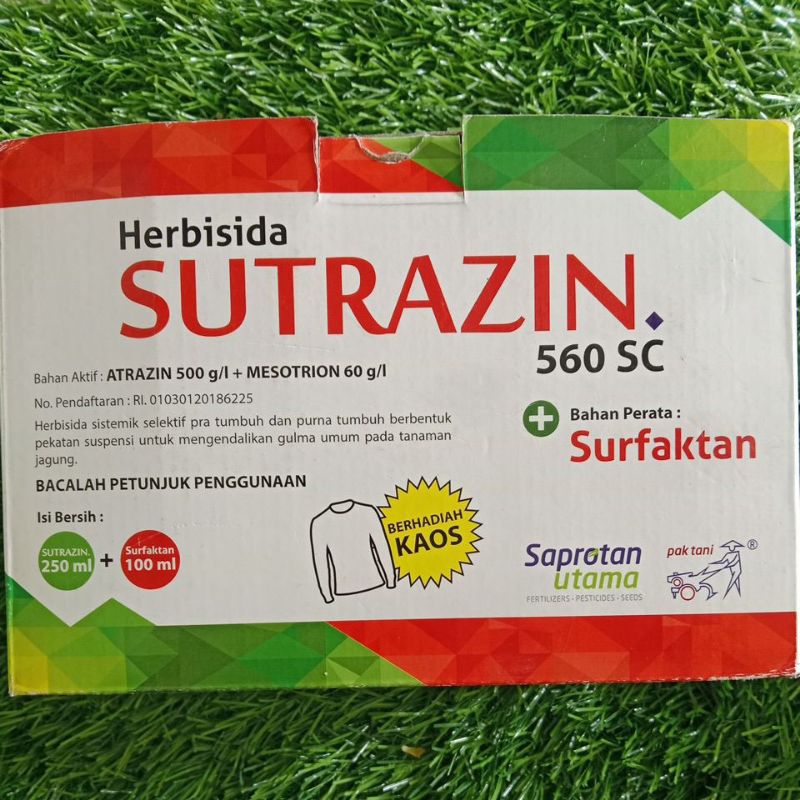 Herbisida
SUTRAZIN.
560 SC
Bahan Aktif : ATRAZIN 500 g/l + MESOTRION 60 g/l
No. Pendaftaran : RI. 01030120186225
Herbisida sistemik selektif pra tumbuh dan purna tumbuh berbentuk
pekatan suspensi untuk mengendalikan gulma umum pada tanaman
jagung.
BACALAH PETUNJUK PENGGUNAAN
+ Bahan Perata :
Surfaktan
Isi Bersih :
SUTRAZIN.
250 ml
+
Surfaktan
100 ml
BERHADIAH
KAOS
Saprotan
utama
FERTILIZERS - PESTICIDES - SEEDS
pak tani ®